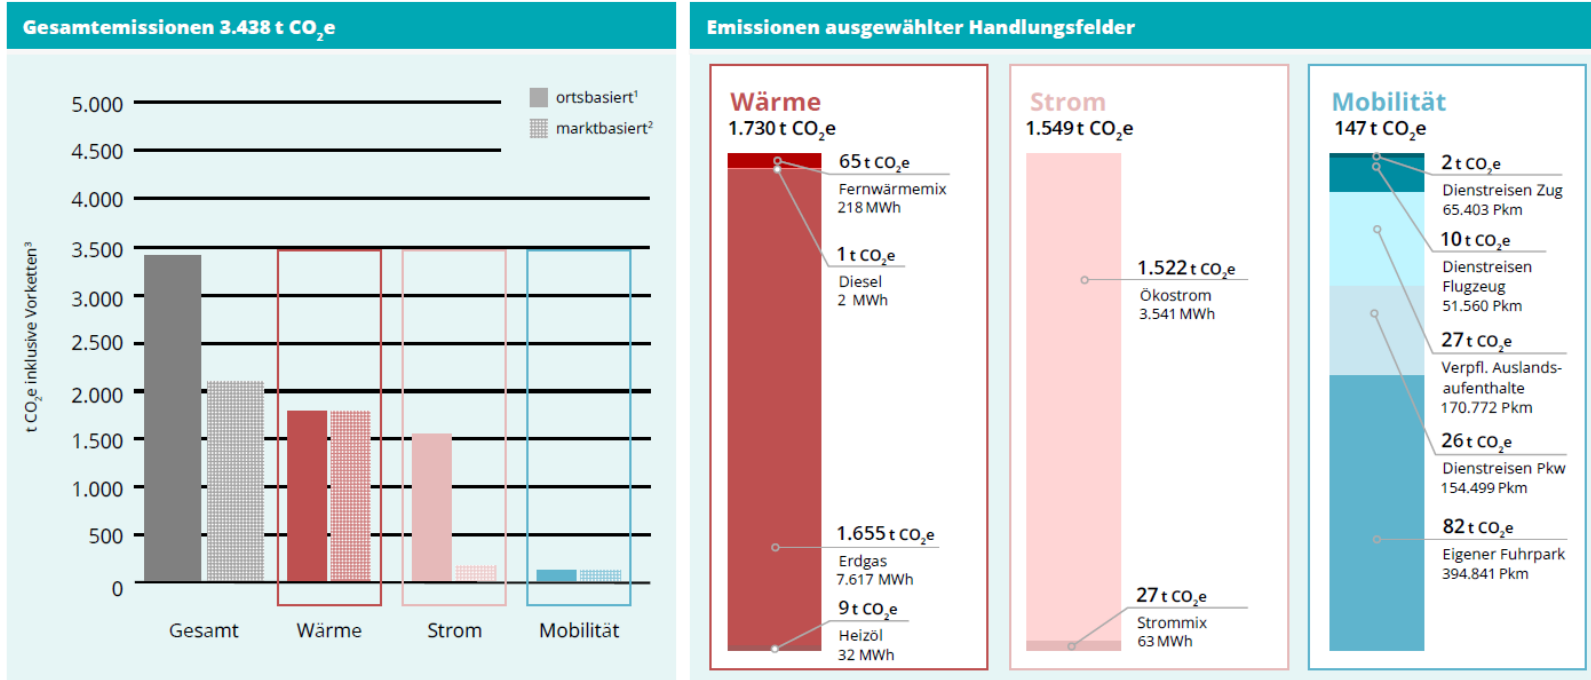 Gesamtemissionen 3.438 t CO₂e
5.000
4.500
4.000
3.500
3.000
2.500
2.000
1.500
1.000
500
0
t CO₂e inklusive Vorketten³
ortsbasiert¹
marktbasiert²
Gesamt
Wärme
Strom
Mobilität
Emissionen ausgewählter Handlungsfelder
Wärme
1.730 t CO₂e
65 t CO₂e
Fernwärmemix
218 MWh
1 t CO₂e
Diesel
2 MWh
1.655 t CO₂e
Erdgas
7.617 MWh
9 t CO₂e
Heizöl
32 MWh
Strom
1.549 t CO₂e
1.522 t CO₂e
Ökostrom
3.541 MWh
27 t CO₂e
Strommix
63 MWh
Mobilität
147 t CO₂e
2 t CO₂e
Dienstreisen Zug
65.403 Pkm
10 t CO₂e
Dienstreisen
Flugzeug
51.560 Pkm
27 t CO₂e
Verpfl. Auslands-
aufenthalte
170.772 Pkm
26 t CO₂e
Dienstreisen Pkw
154.499 Pkm
82 t CO₂e
Eigener Fuhrpark
394.841 Pkm